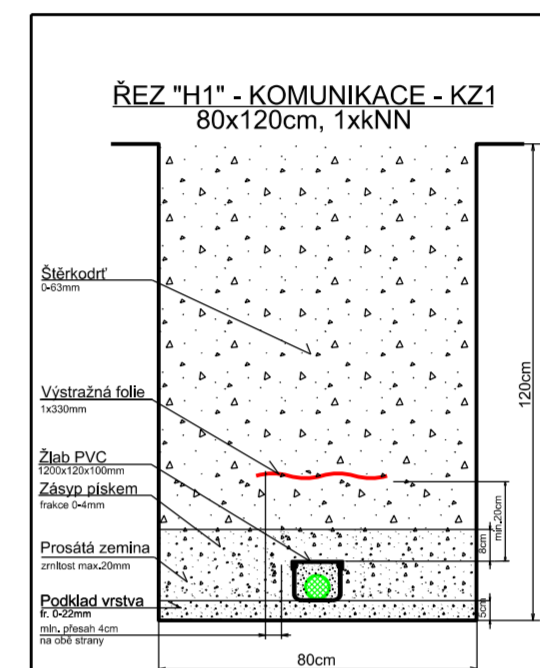 ŘEZ "H1" - KOMUNIKACE - KZ1
80x120cm, 1xkNN
Štěrkodrť
0-63mm
Výstražná folie
1x330mm
Žlab PVC
1200x120x100mm
Zásyp pískem
frakce 0-4mm
Prosátá zemina
zrnitost max.20mm
Podklad vrstva
fr. 0-22mm
min. přesah 4cm
na obě strany
120cm
min.20cm
8cm
5cm
80cm